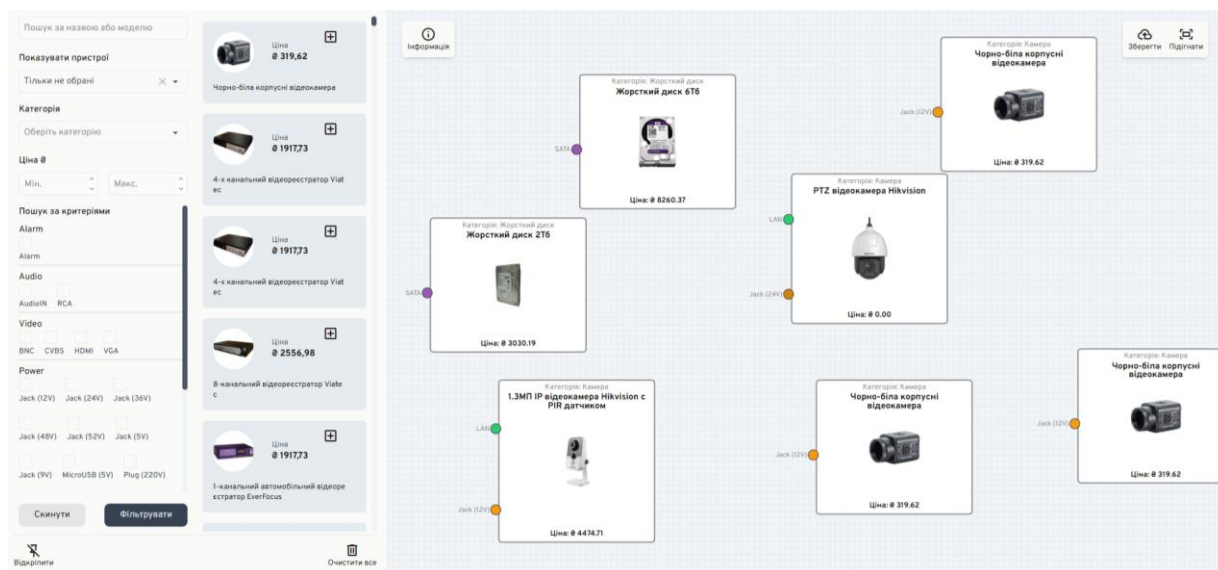 Пошук за назвою або моделю
Показувати пристрої
Тільки не обрані
Категорія
Оберіть категорію
Ціна ₴
Мін.
Макс.
Пошук за критеріями
Alarm
Alarm
Audio
AudioIN RCA
Video
BNC CVBS HDMI VGA
Power
Jack (12V) Jack (24V) Jack (36V)
Jack (48V) Jack (52V) Jack (5V)
Jack (9V) MicroUSB (5V) Plug (220V)
Скинути
Фільтрувати
Відкріпити
Очистити все
Ціна
₴ 319,62
Чорно-біла корпусні відеокамера
Ціна
₴ 1917,73
4-х канальний відеореєстратор Viat
ec
Ціна
₴ 1917,73
4-х канальний відеореєстратор Viat
ec
Ціна
₴ 2556,98
8-канальний відеореєстратор Viate
c
Ціна
₴ 1917,73
1-канальний автомобільний відеоре
єстратор EverFocus
Інформація
Зберегти
Підігнати
Категорія: Жорсткий диск
Жорсткий диск 6Тб
SATA
Ціна: ₴ 8260.37
Категорія: Камера
Чорно-біла корпусні
відеокамера
Jack (12V)
Ціна: ₴ 319.62
Категорія: Камера
PTZ відеокамера Hikvision
LAN
Jack (24V)
Ціна: ₴ 0.00
Категорія: Жорсткий диск
Жорсткий диск 2Тб
SATA
Ціна: ₴ 3030.19
Категорія: Камера
1.3МП IP відеокамера Hikvision с
PIR датчиком
LAN
Jack (12V)
Ціна: ₴ 4474.71
Категорія: Камера
Чорно-біла корпусні
відеокамера
Jack (12V)
Ціна: ₴ 319.62
Категорія: Камера
Чорно-біла корпусні
відеокамера
Jack (12V)
Ціна: ₴ 319.62